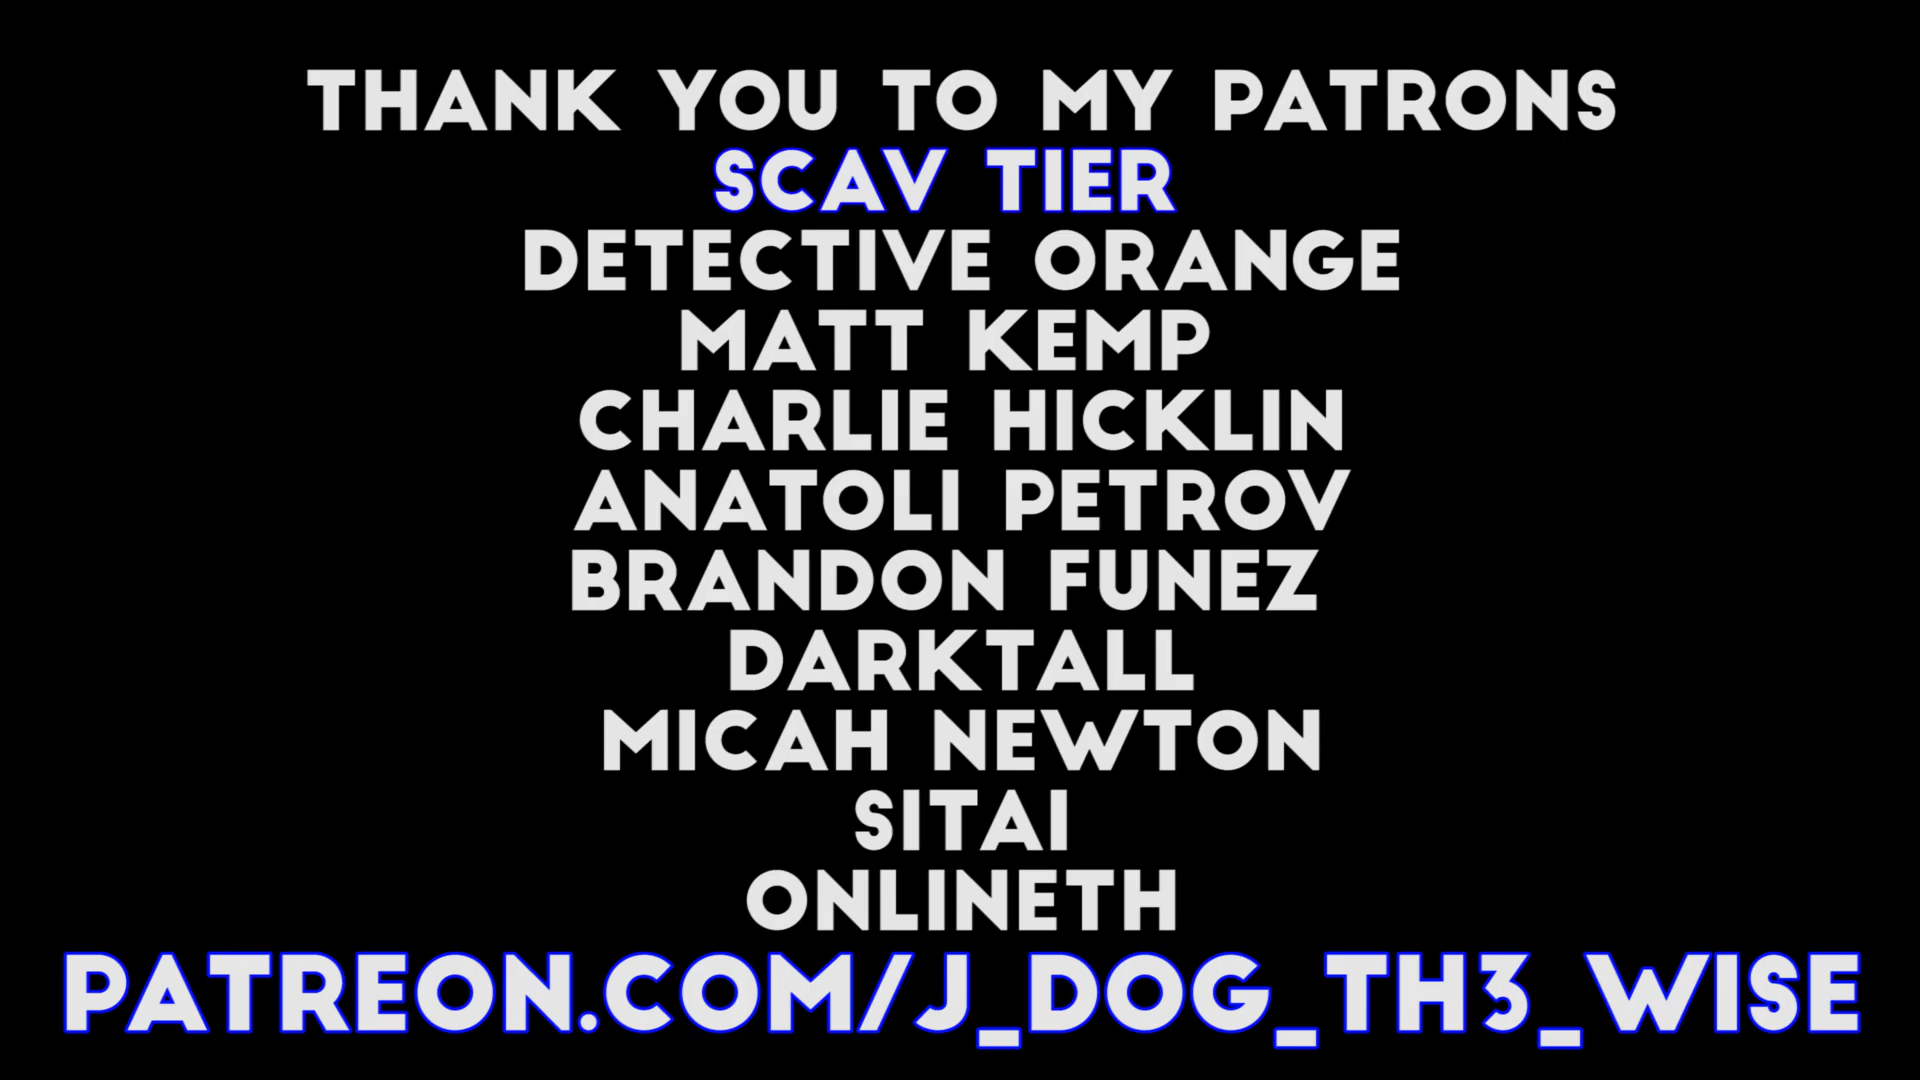 THANK YOU TO MY PATRONS
SCAV TIER
DETECTIVE ORANGE
MATT KEMP
CHARLIE HICKLIN
ANATOLI PETROV
BRANDON FUNEZ
DARKTALL
MICAH NEWTON
SITAI
ONLINETH
PATREON.COM/J_DOG_TH3_WISE